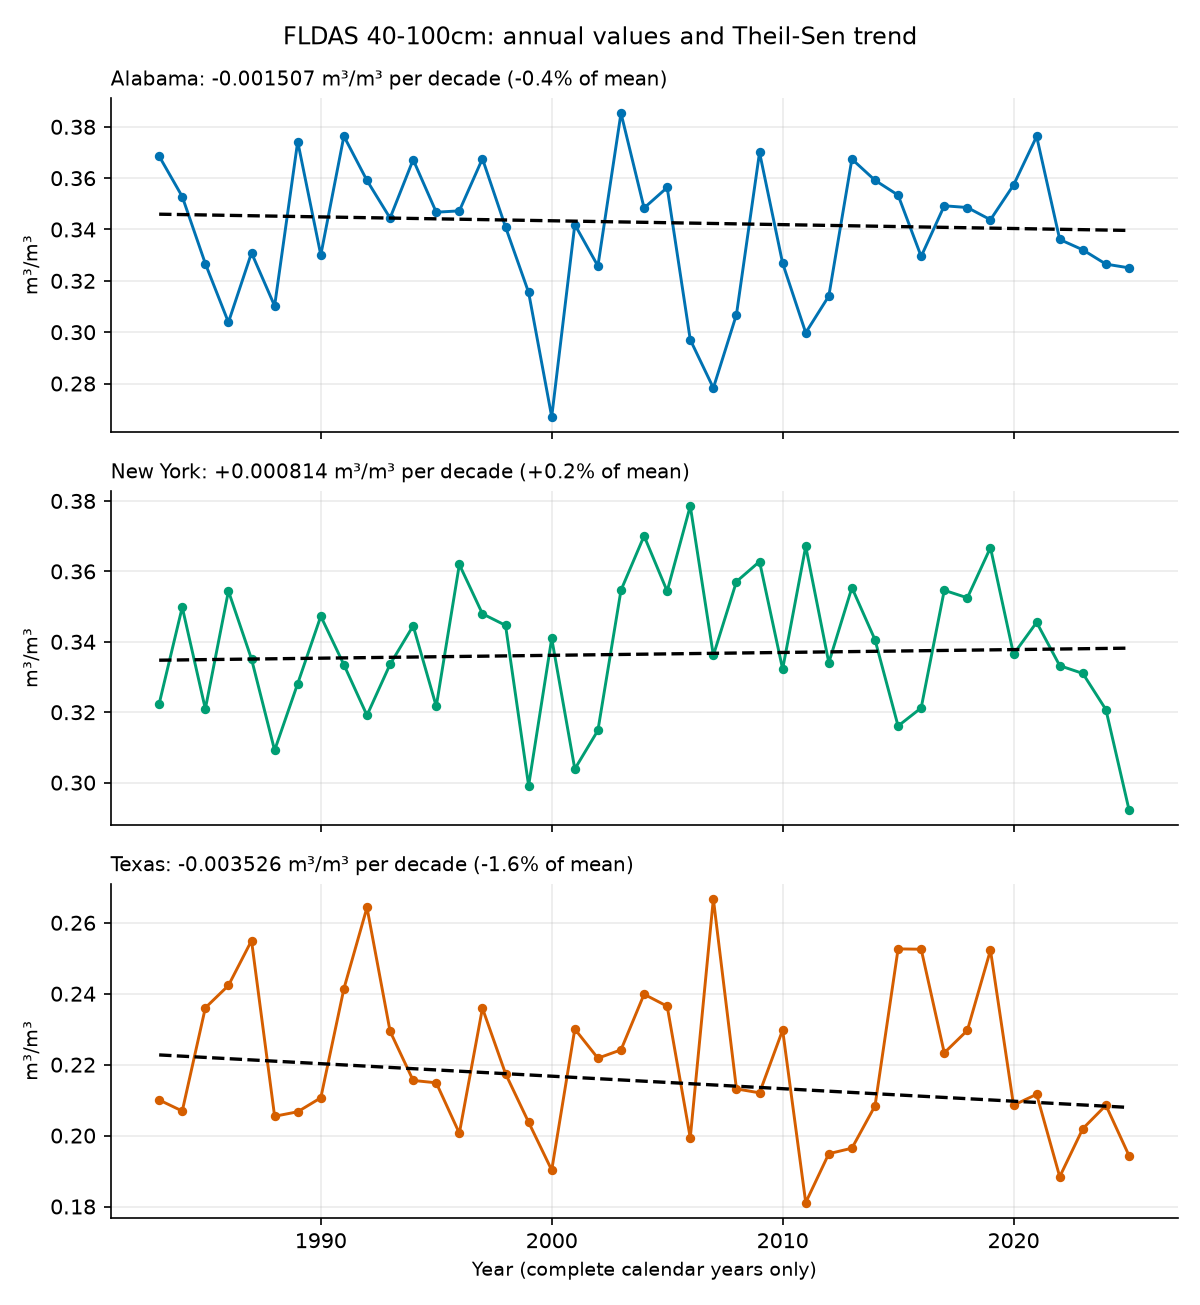 FLDAS 40-100cm: annual values and Theil-Sen trend
Alabama: -0.001507 m³/m³ per decade (-0.4% of mean)
0.38
0.36
0.34
0.32
0.30
0.28
m³/m³
New York: +0.000814 m³/m³ per decade (+0.2% of mean)
0.38
0.36
0.34
0.32
0.30
m³/m³
Texas: -0.003526 m³/m³ per decade (-1.6% of mean)
0.26
0.24
0.22
0.20
0.18
m³/m³
1990 2000 2010 2020
Year (complete calendar years only)